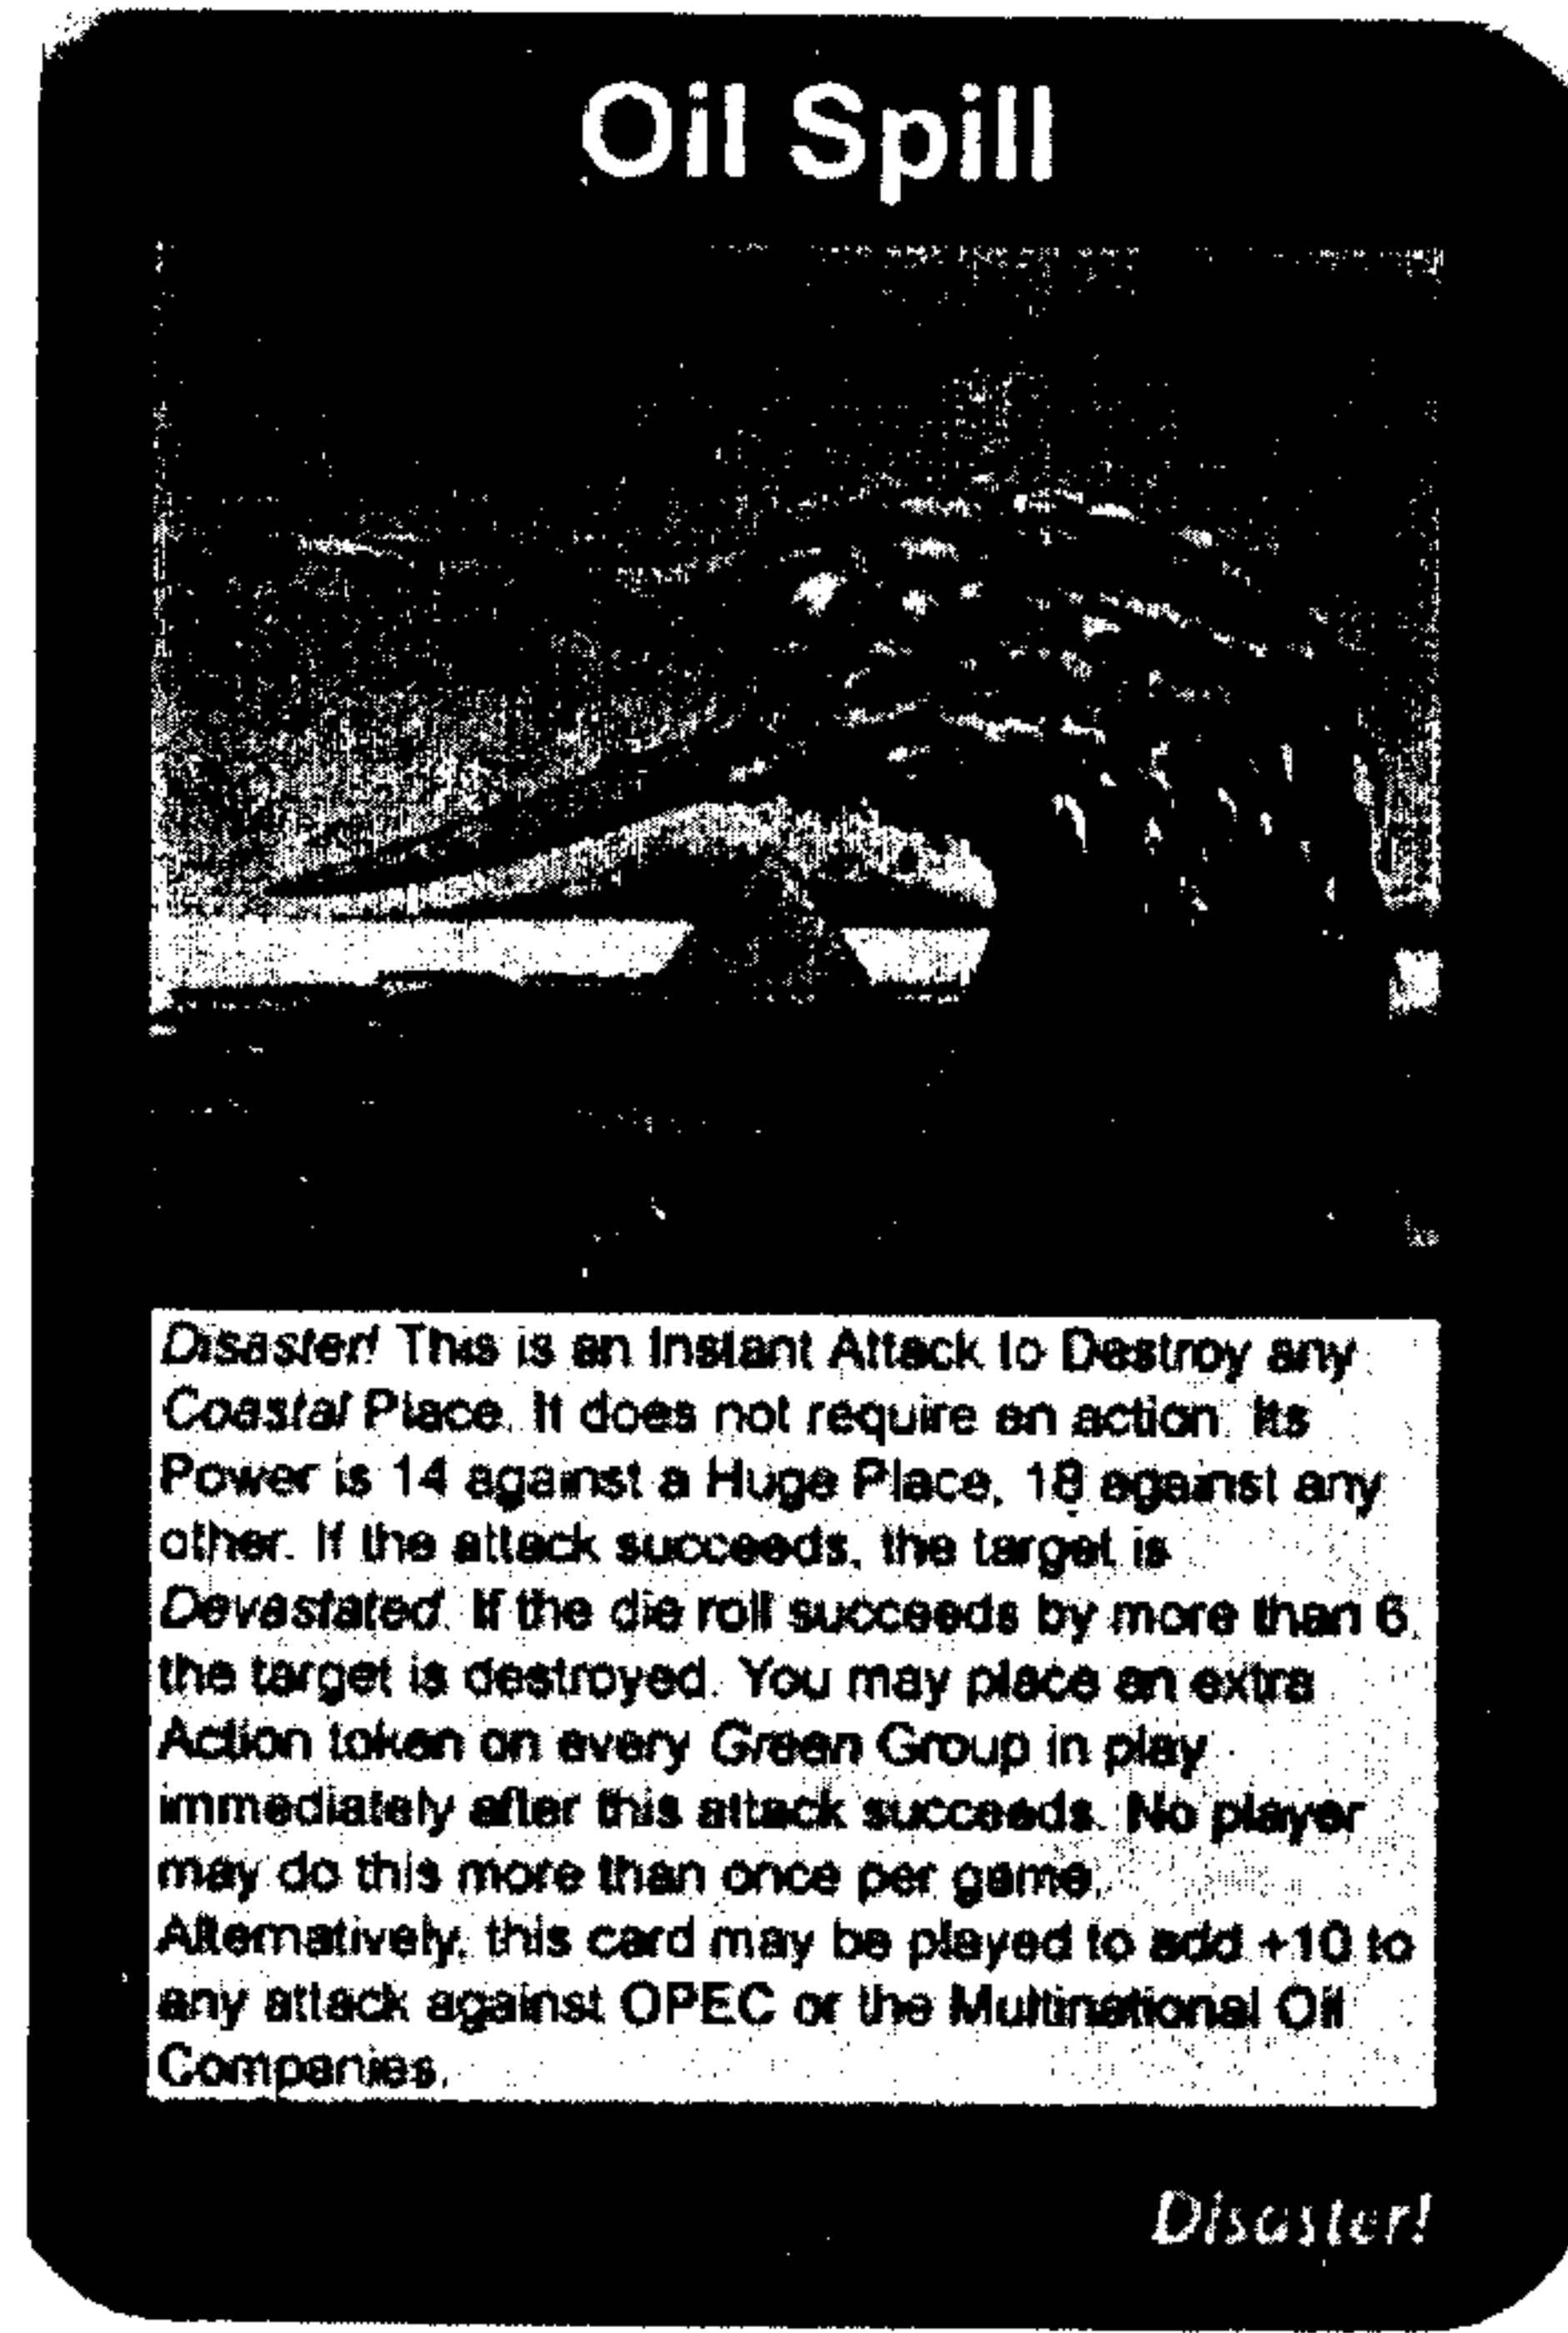 Oil Spill
Disaster! This is an Instant Attack to Destroy any
Coastal Place. It does not require an action. Its
Power is 14 against a Huge Place, 18 against any
other. If the attack succeeds, the target is
Devastated. If the die roll succeeds by more than 6,
the target is destroyed. You may place an extra
Action token on every Green Group in play
immediately after this attack succeeds. No player
may do this more than once per game.
Alternatively, this card may be played to add +10 to
any attack against OPEC or the Multinational Oil
Companies.
Disaster!